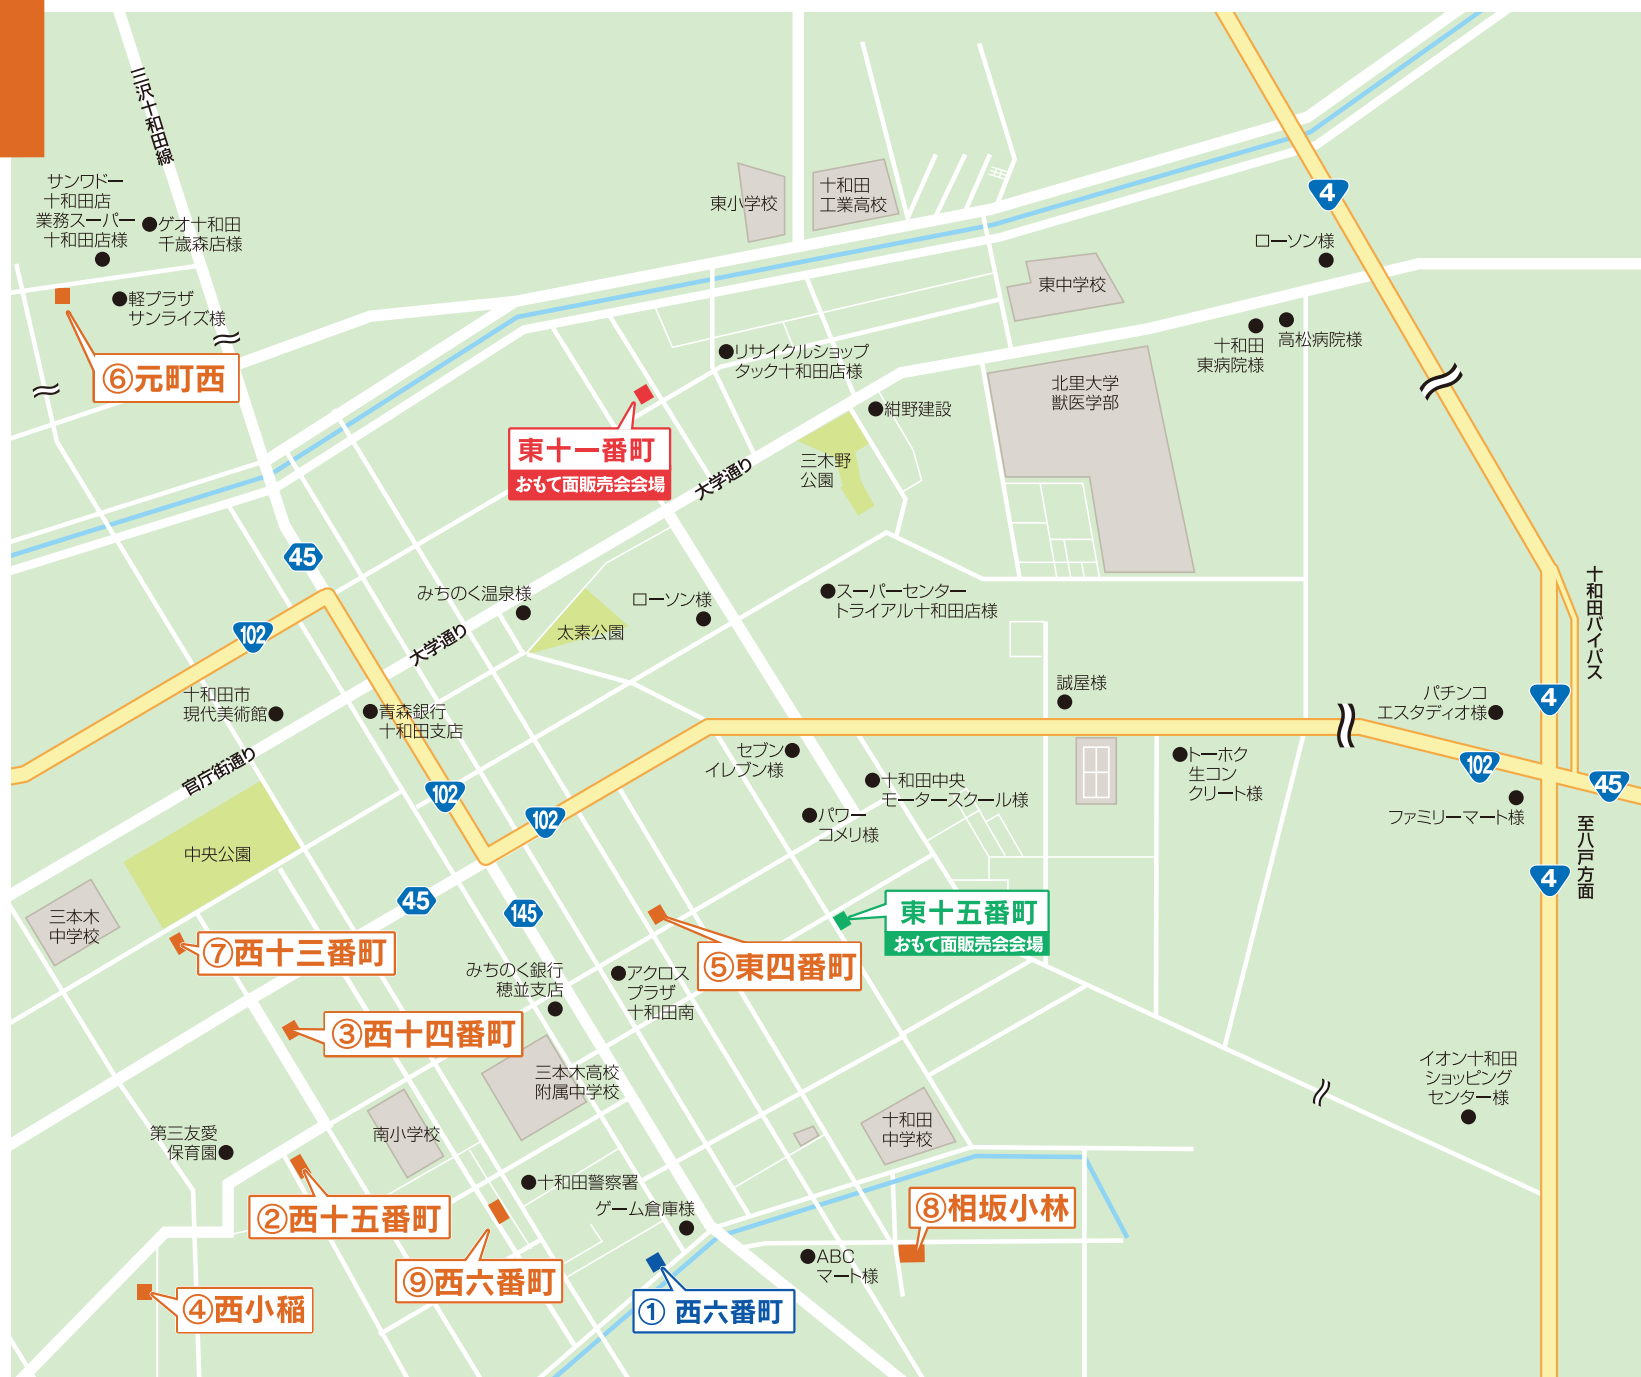 三沢十和田線
サンワドー
十和田店
業務スーパー
十和田店様
ゲオ十和田
千歳森店様
軽プラザ
サンライズ様
⑥元町西
東小学校
十和田
工業高校
4
ローソン様
東中学校
十和田
東病院様
高松病院様
リサイクルショップ
タック十和田店様
北里大学
獣医学部
紺野建設
三木野
公園
東十一番町
おもて面販売会会場
大学通り
45
みちのく温泉様
ローソン様
スーパーセンター
トライアル十和田店様
十和田バイパス
102
大学通り
太素公園
十和田市
現代美術館
青森銀行
十和田支店
誠屋様
パチンコ
エスタディオ様
4
セブン
イレブン様
トーホク
生コン
クリート様
102
45
官庁街通り
102
102
十和田中央
モータースクール様
パワー
コメリ様
ファミリーマート様
至八戸方面
中央公園
4
45
145
三本木
中学校
⑦西十三番町
東十五番町
おもて面販売会会場
⑤東四番町
みちのく銀行
穂並支店
アクロス
プラザ
十和田南
③西十四番町
三本木高校
附属中学校
イオン十和田
ショッピング
センター様
第三友愛
保育園
南小学校
十和田
中学校
十和田警察署
ゲーム倉庫様
②西十五番町
⑧相坂小林
⑨西六番町
ABC
マート様
④西小稲
① 西六番町